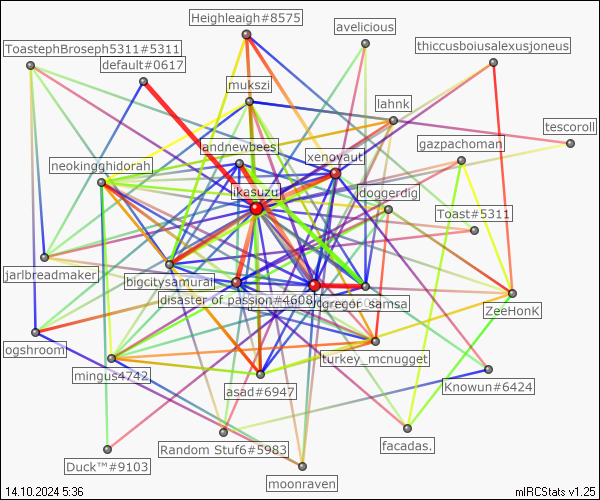 Heighleigh#8575
avelicious
ToastephBroseph5311#5311
thiccusboiusalexusjoneus
default#0617
mukszi
lahnk
tescoroll
landnewbees
gazpachoman
xenoyaut
neokingghidorah
ikasuzu
doggerdig
Toast#5311
jarlbreadmaker
bigcitysamurai
disaster of passion#4608
gregor_samsa
ZeeHonK
ogshroom
turkey_mcnugget
mingus4742
asad#6947
Knowun#6424
Random Stuf6#5983
facadas.
Duck™#9103
moonraven
14.10.2024 5:36
mIRCStats v1.25